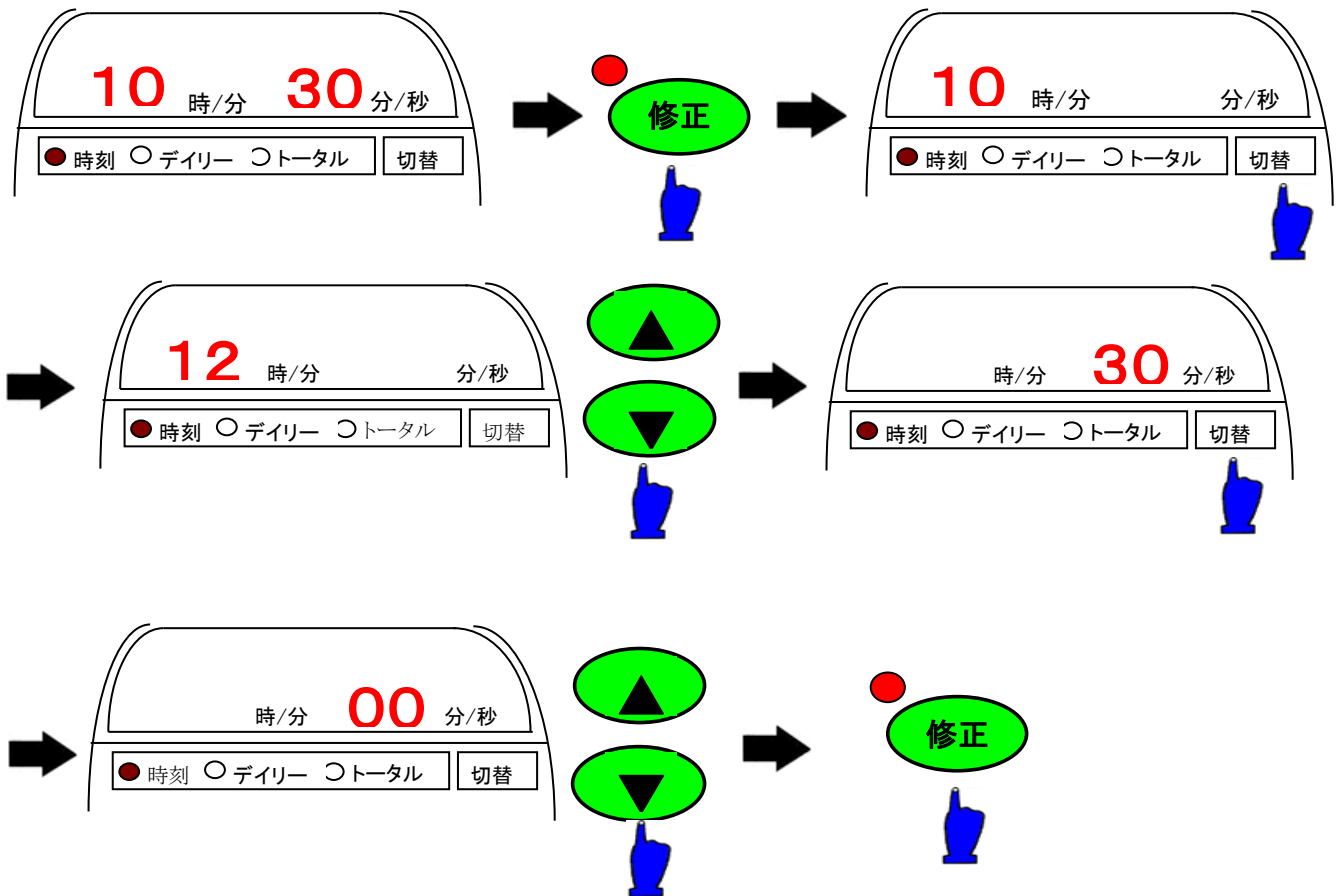 10 時/分 30 分/秒
時刻 デイリー トータル 切替
修正
10 時/分 分/秒
時刻 デイリー トータル 切替
12 時/分 分/秒
時刻 デイリー トータル 切替
時/分 30 分/秒
時刻 デイリー トータル 切替
時/分 00 分/秒
時刻 デイリー トータル 切替
修正